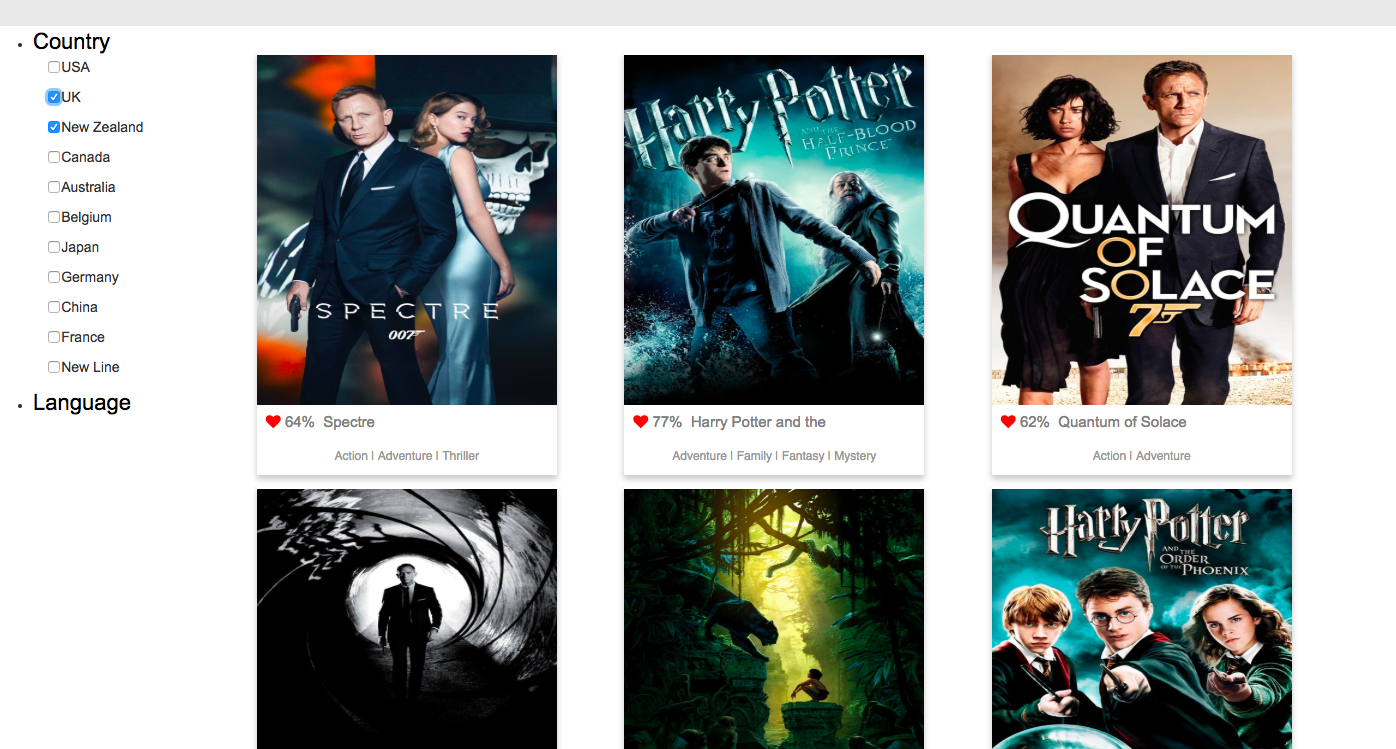 Country
USA
UK
New Zealand
Canada
Australia
Belgium
Japan
Germany
China
France
New Line
Language
SPECTRE
007
64% Spectre
Action | Adventure | Thriller
Harry Potter
AND THE
HALF-BLOOD
PRINCE
77% Harry Potter and the
Adventure | Family | Fantasy | Mystery
QUANTUM
OF
SOLACE
7
62% Quantum of Solace
Action | Adventure
Harry Potter
AND THE
ORDER
OF THE PHOENIX